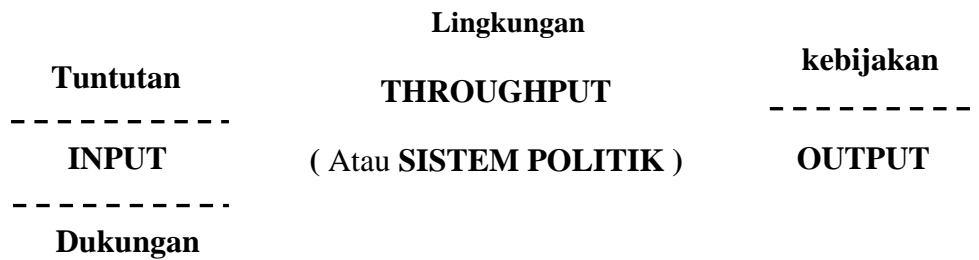 Lingkungan
Tuntutan
THROUGHPUT
kebijakan
INPUT
( Atau SISTEM POLITIK )
OUTPUT
Dukungan